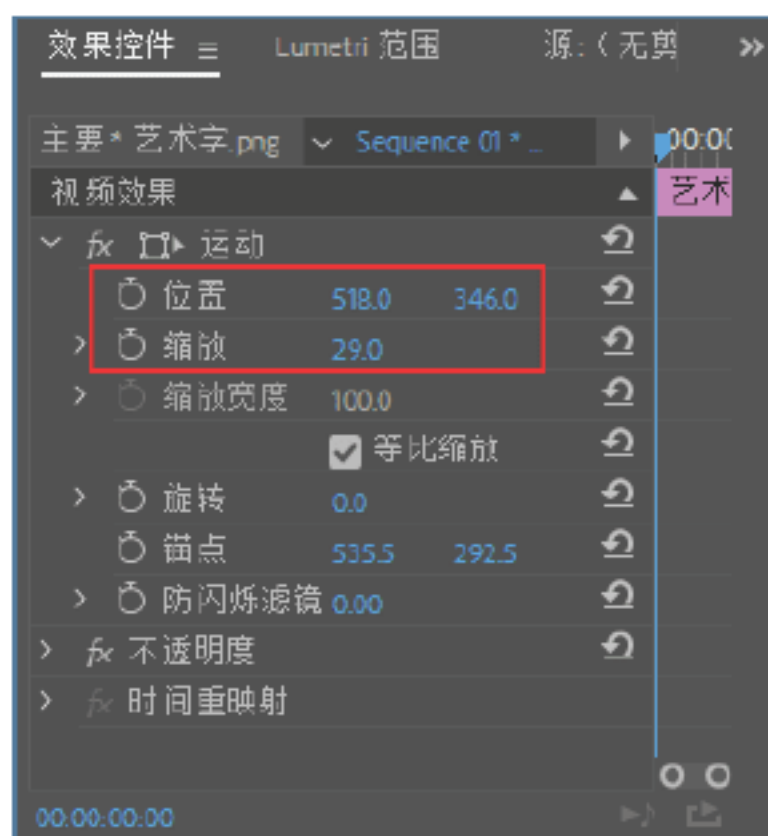 效果控件 Lumetri 范围 源:（无剪
主要* 艺术字.png Sequence 01 * ... 00:00
视频效果 艺术
fx 运动
位置 518.0 346.0
缩放 29.0
缩放宽度 100.0
等比缩放
旋转 0.0
锚点 535.5 292.5
防闪烁滤镜 0.00
fx 不透明度
fx 时间重映射
00:00:00:00